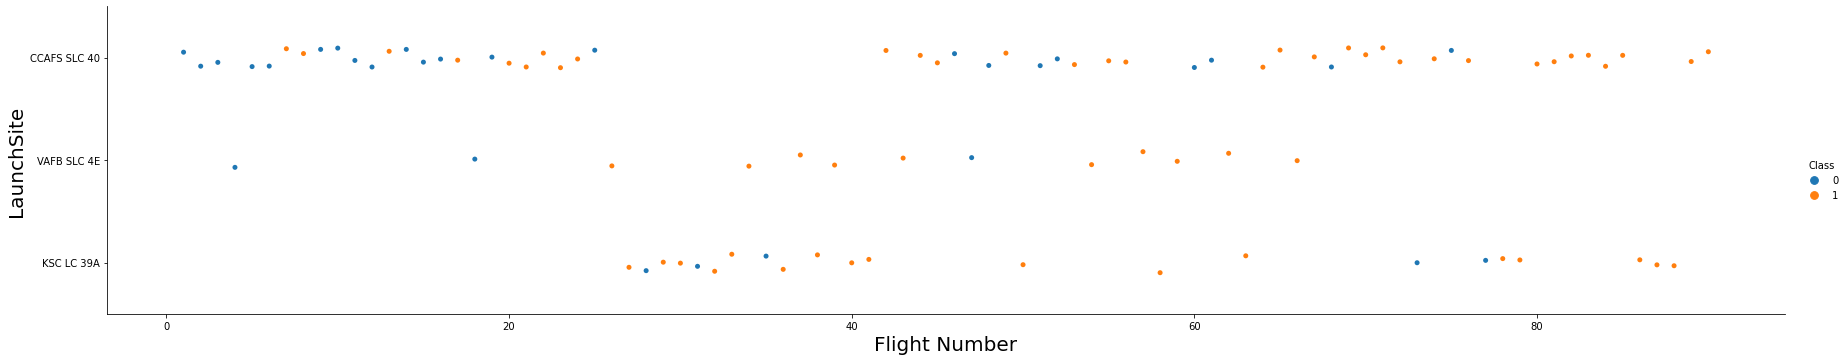 CCAFS SLC 40
VAFB SLC 4E
KSC LC 39A
LaunchSite
0 20 40 60 80
Flight Number
Class
0
1